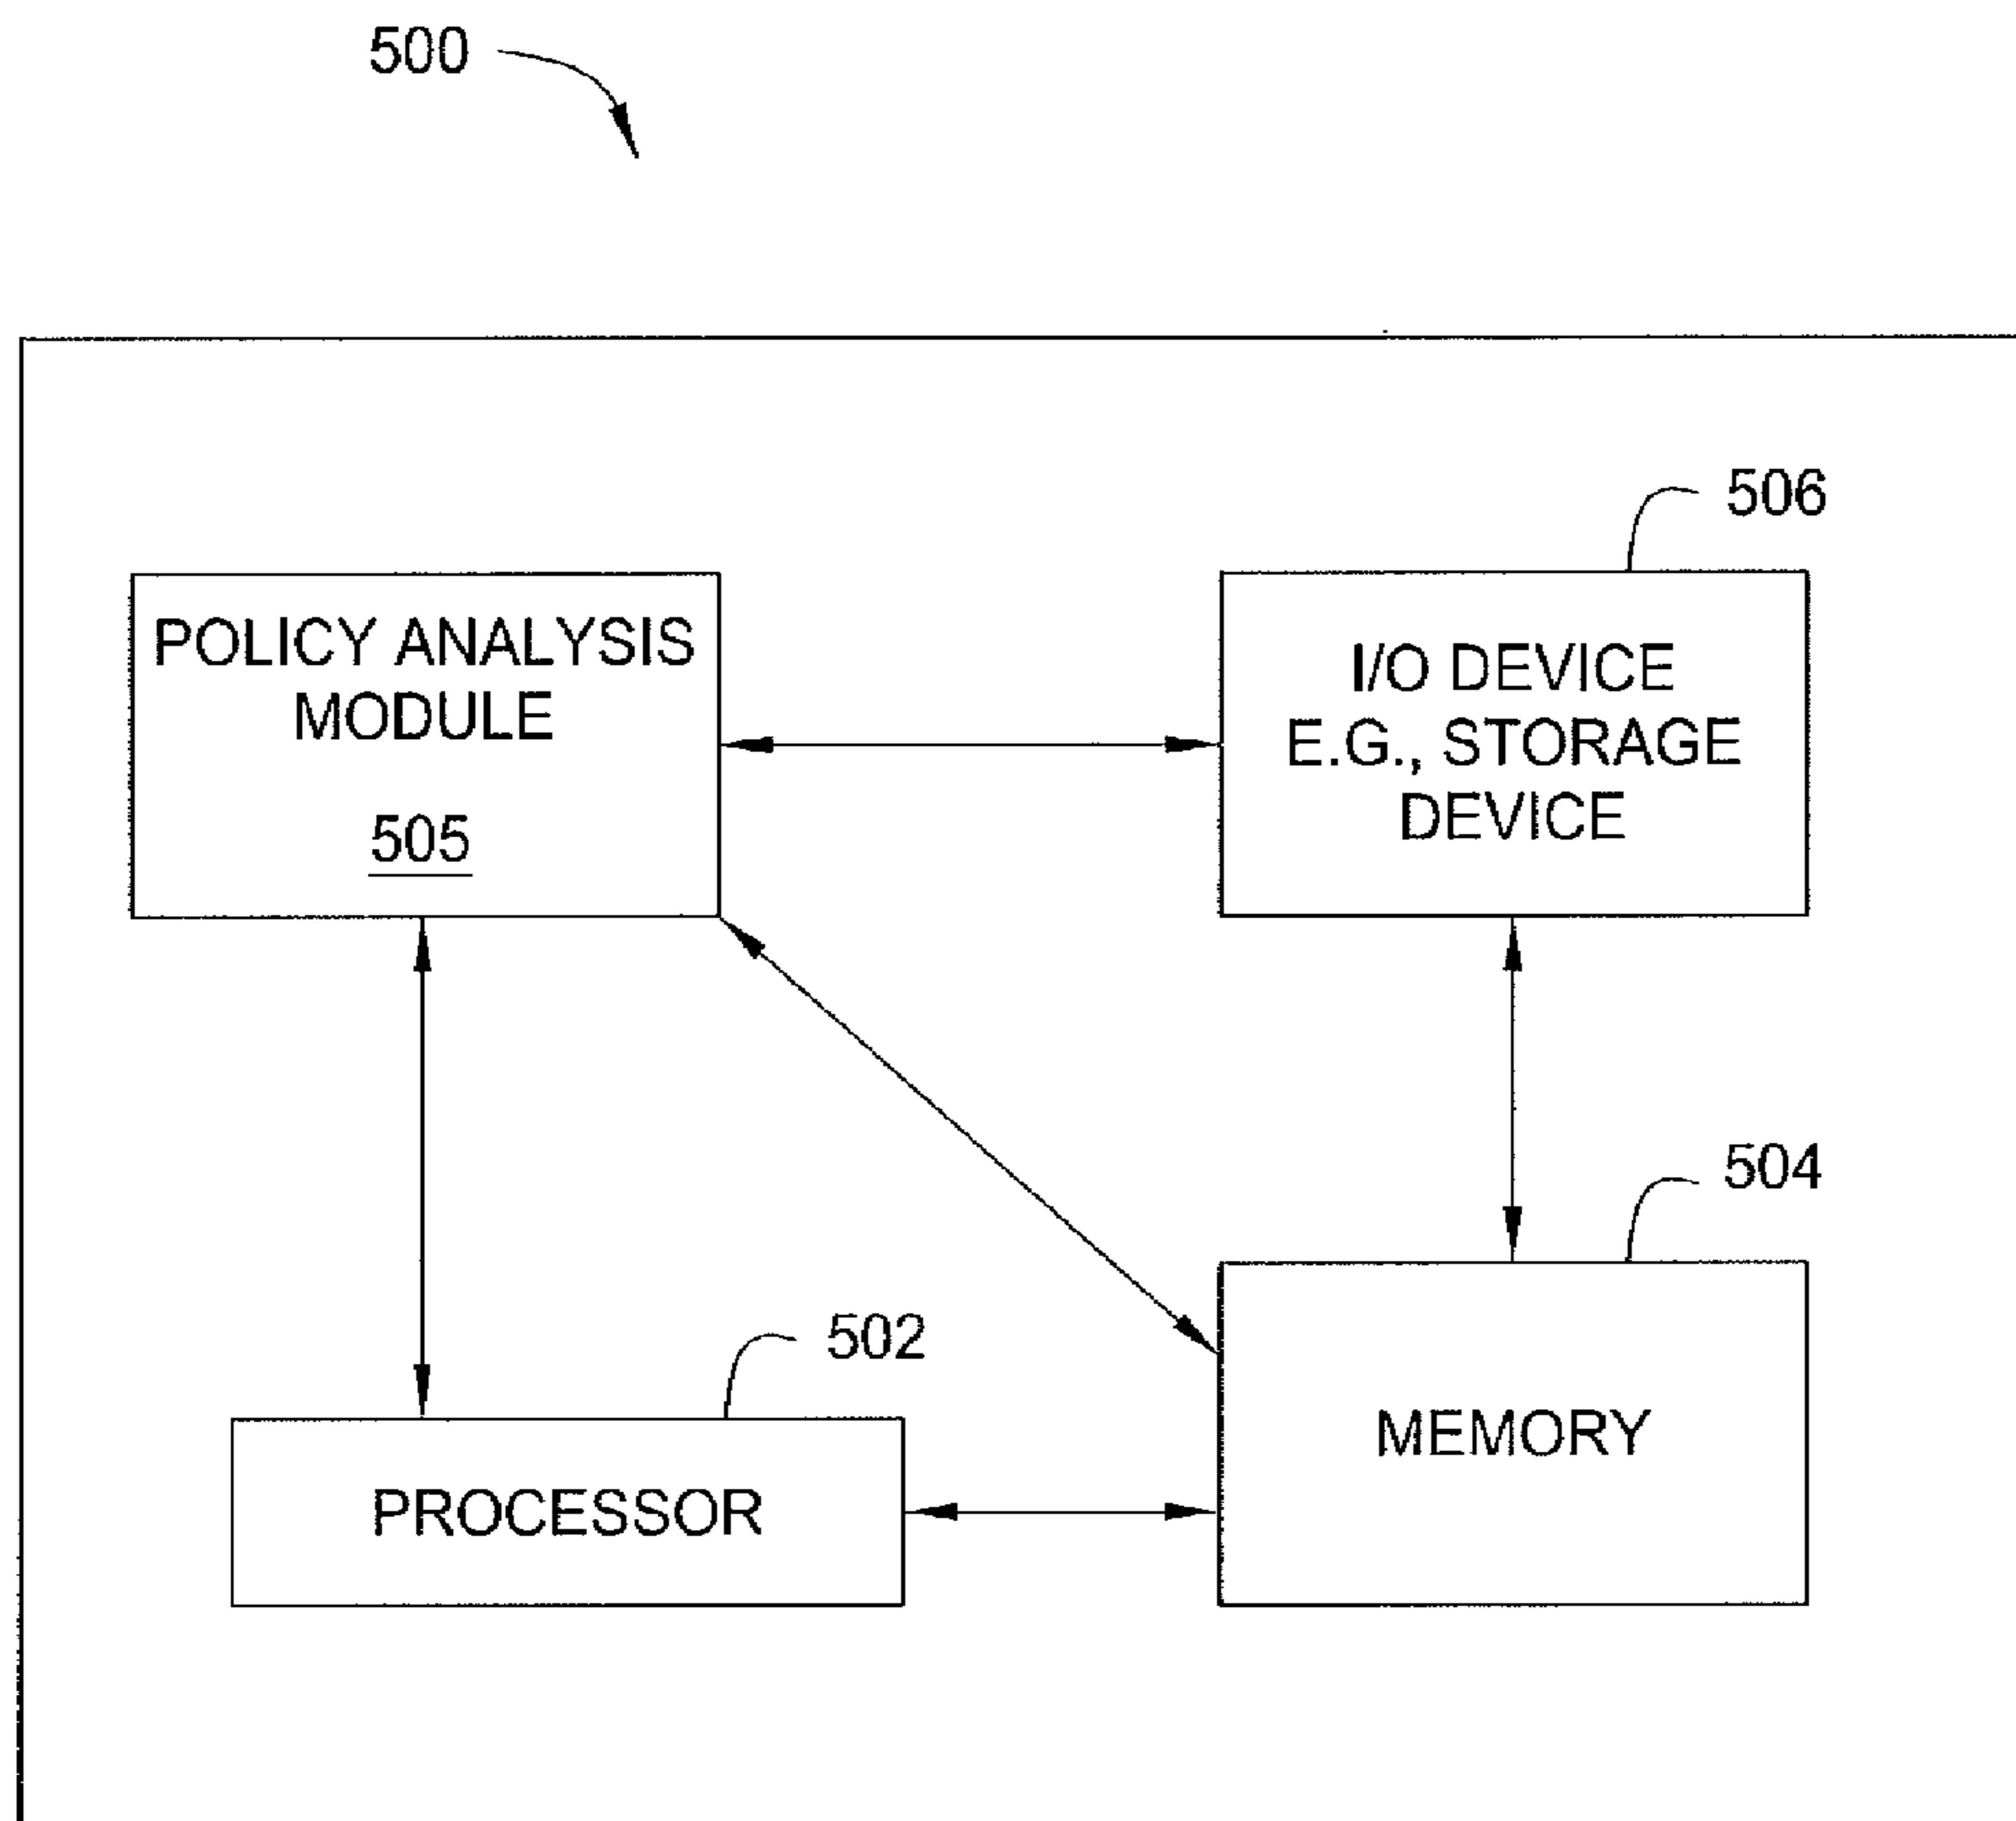 500
506
POLICY ANALYSIS
MODULE
505
I/O DEVICE
E.G., STORAGE
DEVICE
504
502
MEMORY
PROCESSOR